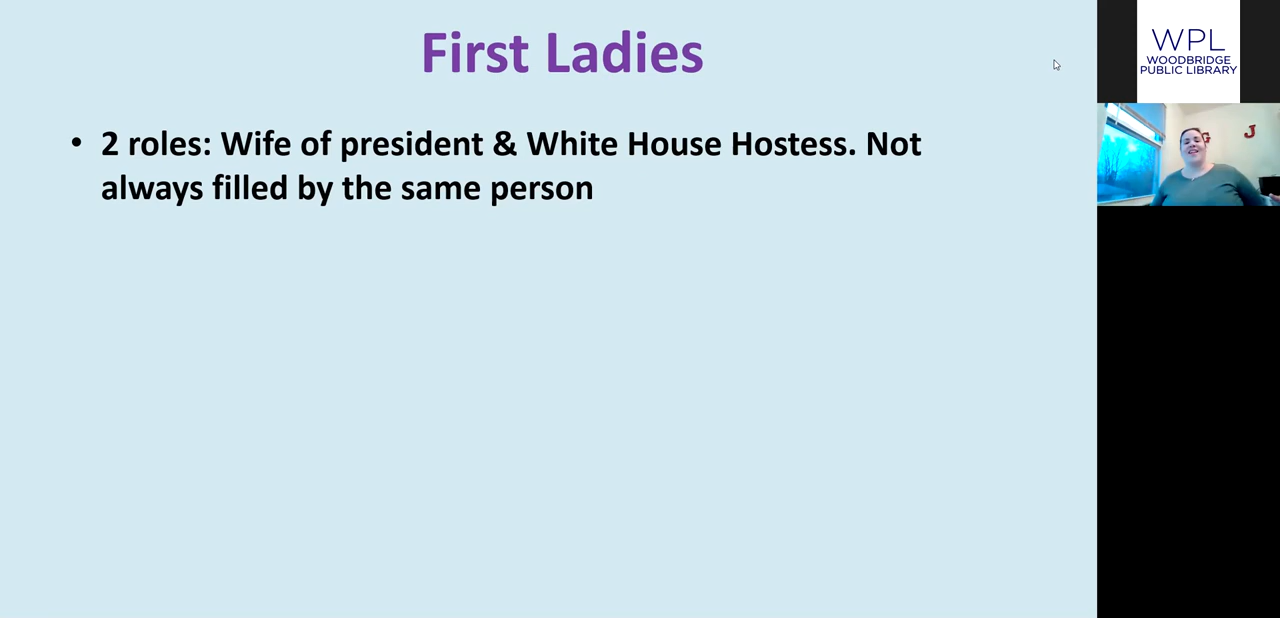 First Ladies
• 2 roles: Wife of president & White House Hostess. Not
always filled by the same person
WPL
WOODBRIDGE
PUBLIC LIBRARY
G J